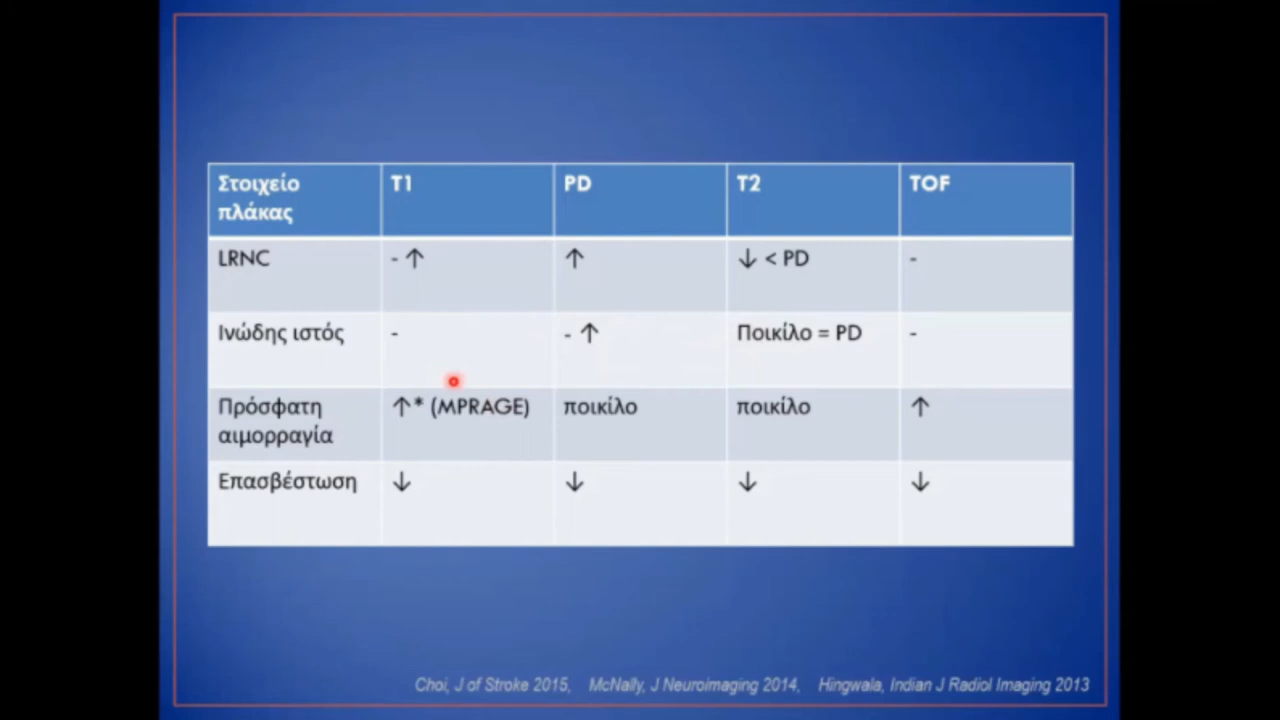 Στοιχείο πλάκας T1 PD T2 TOF
LRNC - ↑ ↑ ↓ < PD -
Ινώδης ιστός - - ↑ Ποικίλο = PD -
Πρόσφατη αιμορραγία ↑* (MPRAGE) ποικίλο ποικίλο ↑
Επασβέστωση ↓ ↓ ↓ ↓
Choi, J of Stroke 2015, McNally, J Neuroimaging 2014, Hingwala, Indian J Radiol Imaging 2013